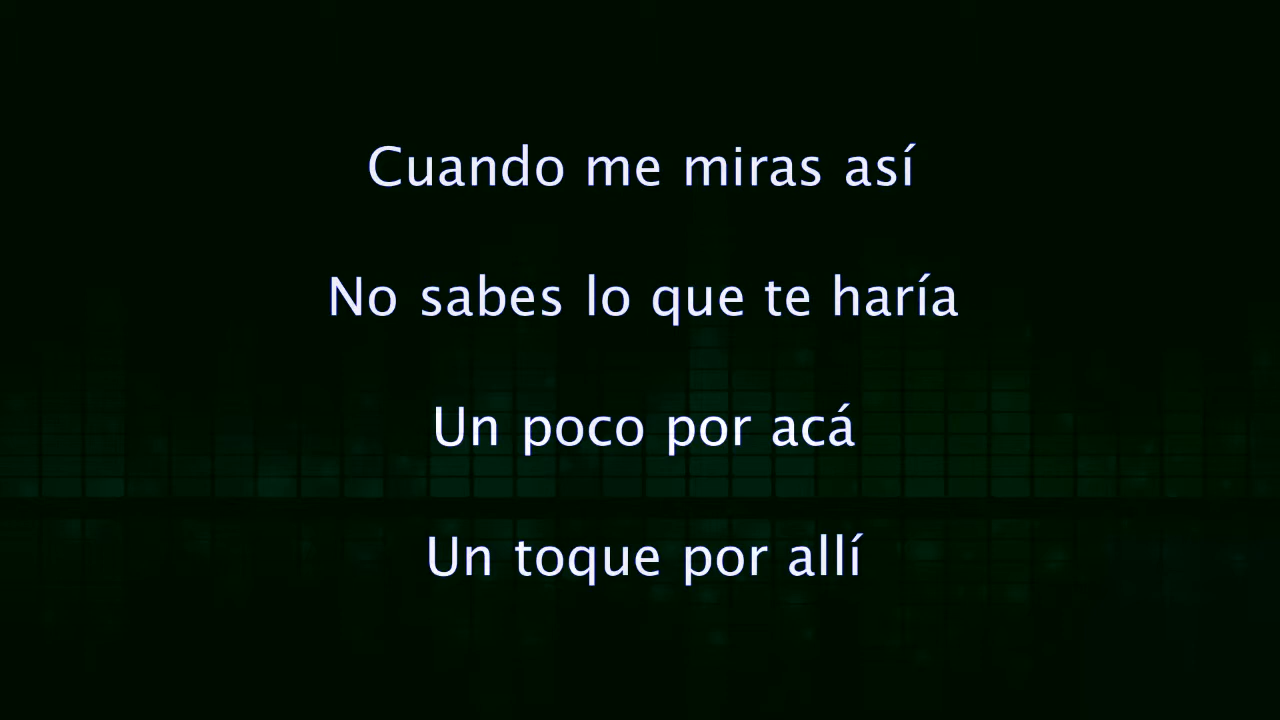 Cuando me miras así
No sabes lo que te haría
Un poco por acá
Un toque por allí